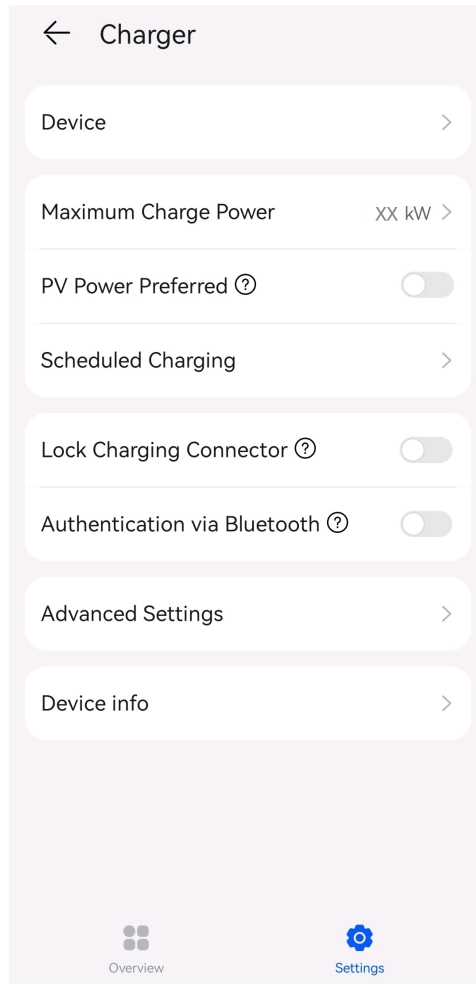 Charger
Device
Maximum Charge Power XX kW
PV Power Preferred ?
Scheduled Charging
Lock Charging Connector ?
Authentication via Bluetooth ?
Advanced Settings
Device info
Overview Settings